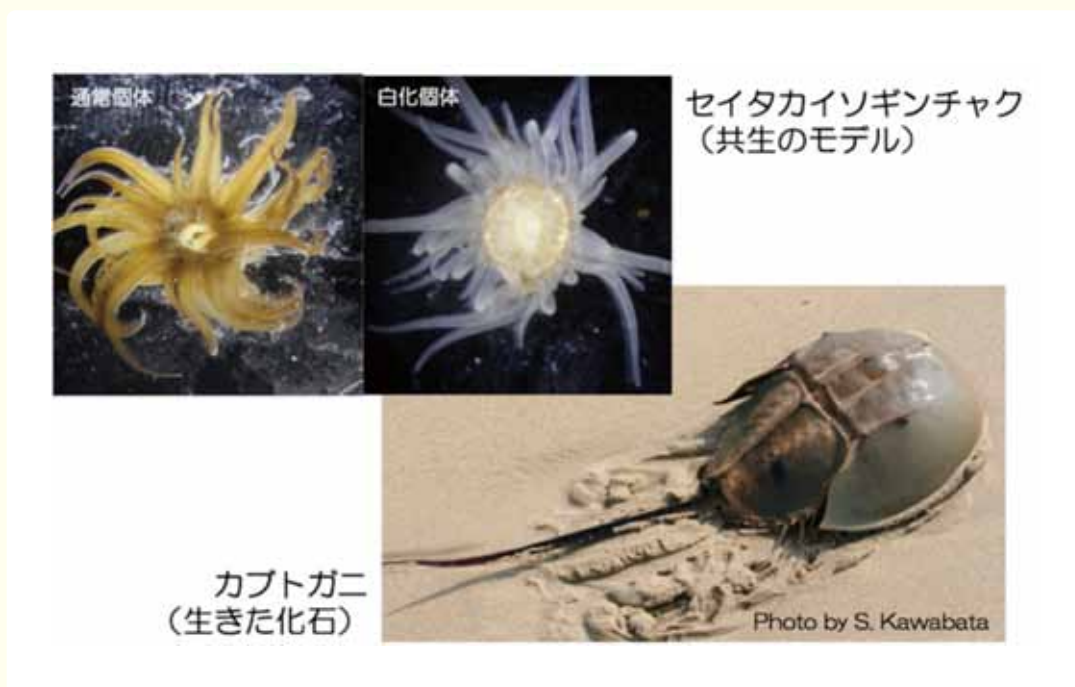 通常個体
白化個体
セイタカイソギンチャク
（共生のモデル）
カブトガニ
（生きた化石）
Photo by S. Kawabata